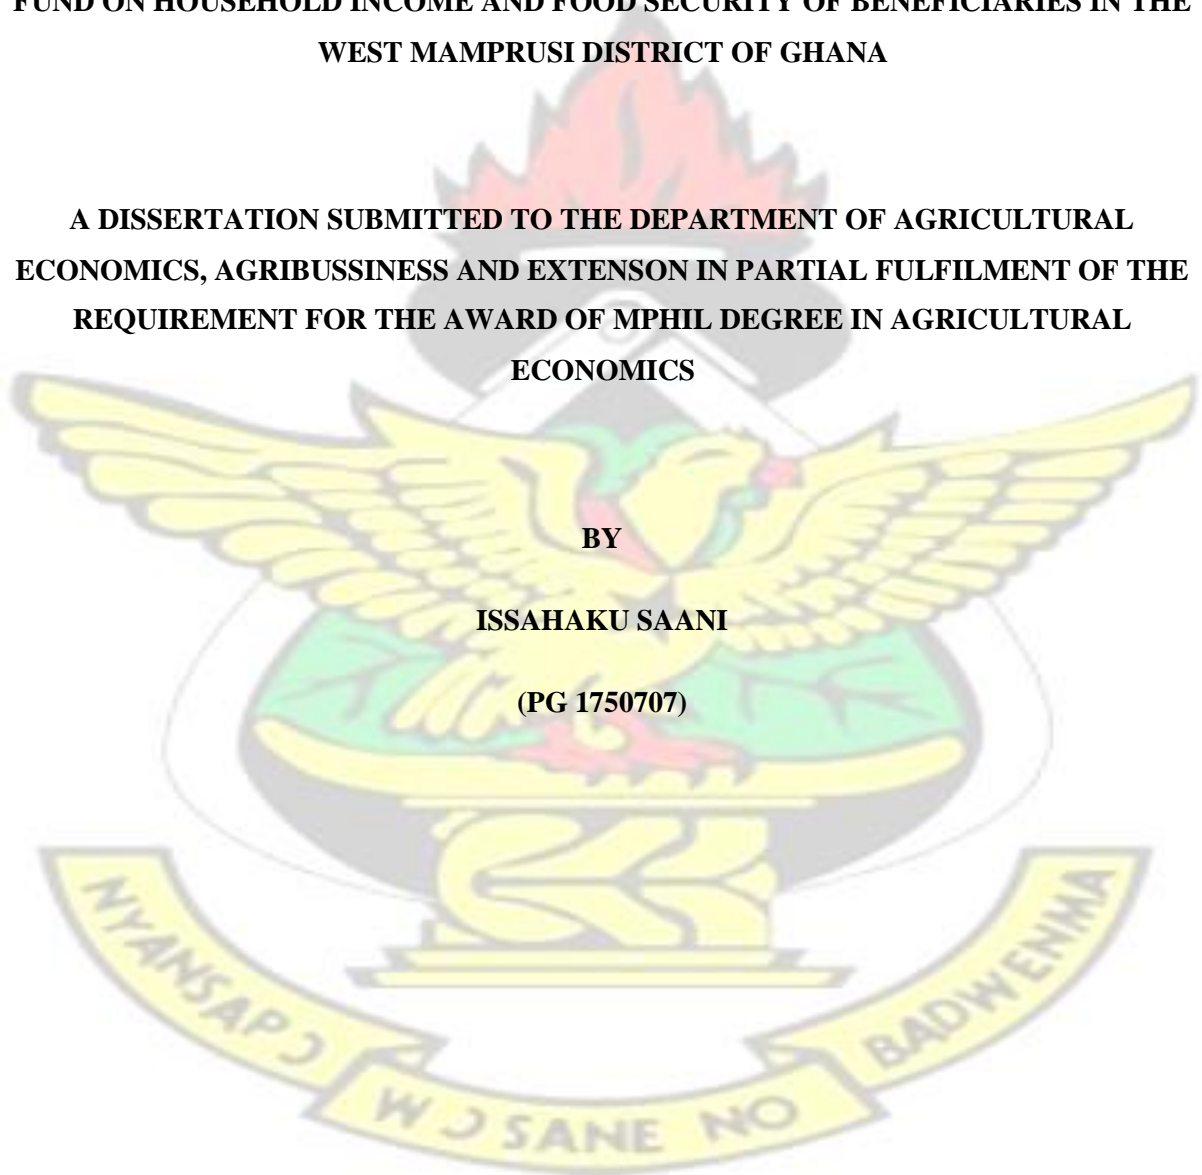 FUND ON HOUSEHOLD INCOME AND FOOD SECURITY OF BENEFICIARIES IN THE
WEST MAMPRUSI DISTRICT OF GHANA
A DISSERTATION SUBMITTED TO THE DEPARTMENT OF AGRICULTURAL
ECONOMICS, AGRIBUSSINESS AND EXTENSON IN PARTIAL FULFILMENT OF THE
REQUIREMENT FOR THE AWARD OF MPHIL DEGREE IN AGRICULTURAL
ECONOMICS
BY
ISSAHAKU SAANI
(PG 1750707)
NYANSAPƆ
WƆSANE NO
BADWENMA